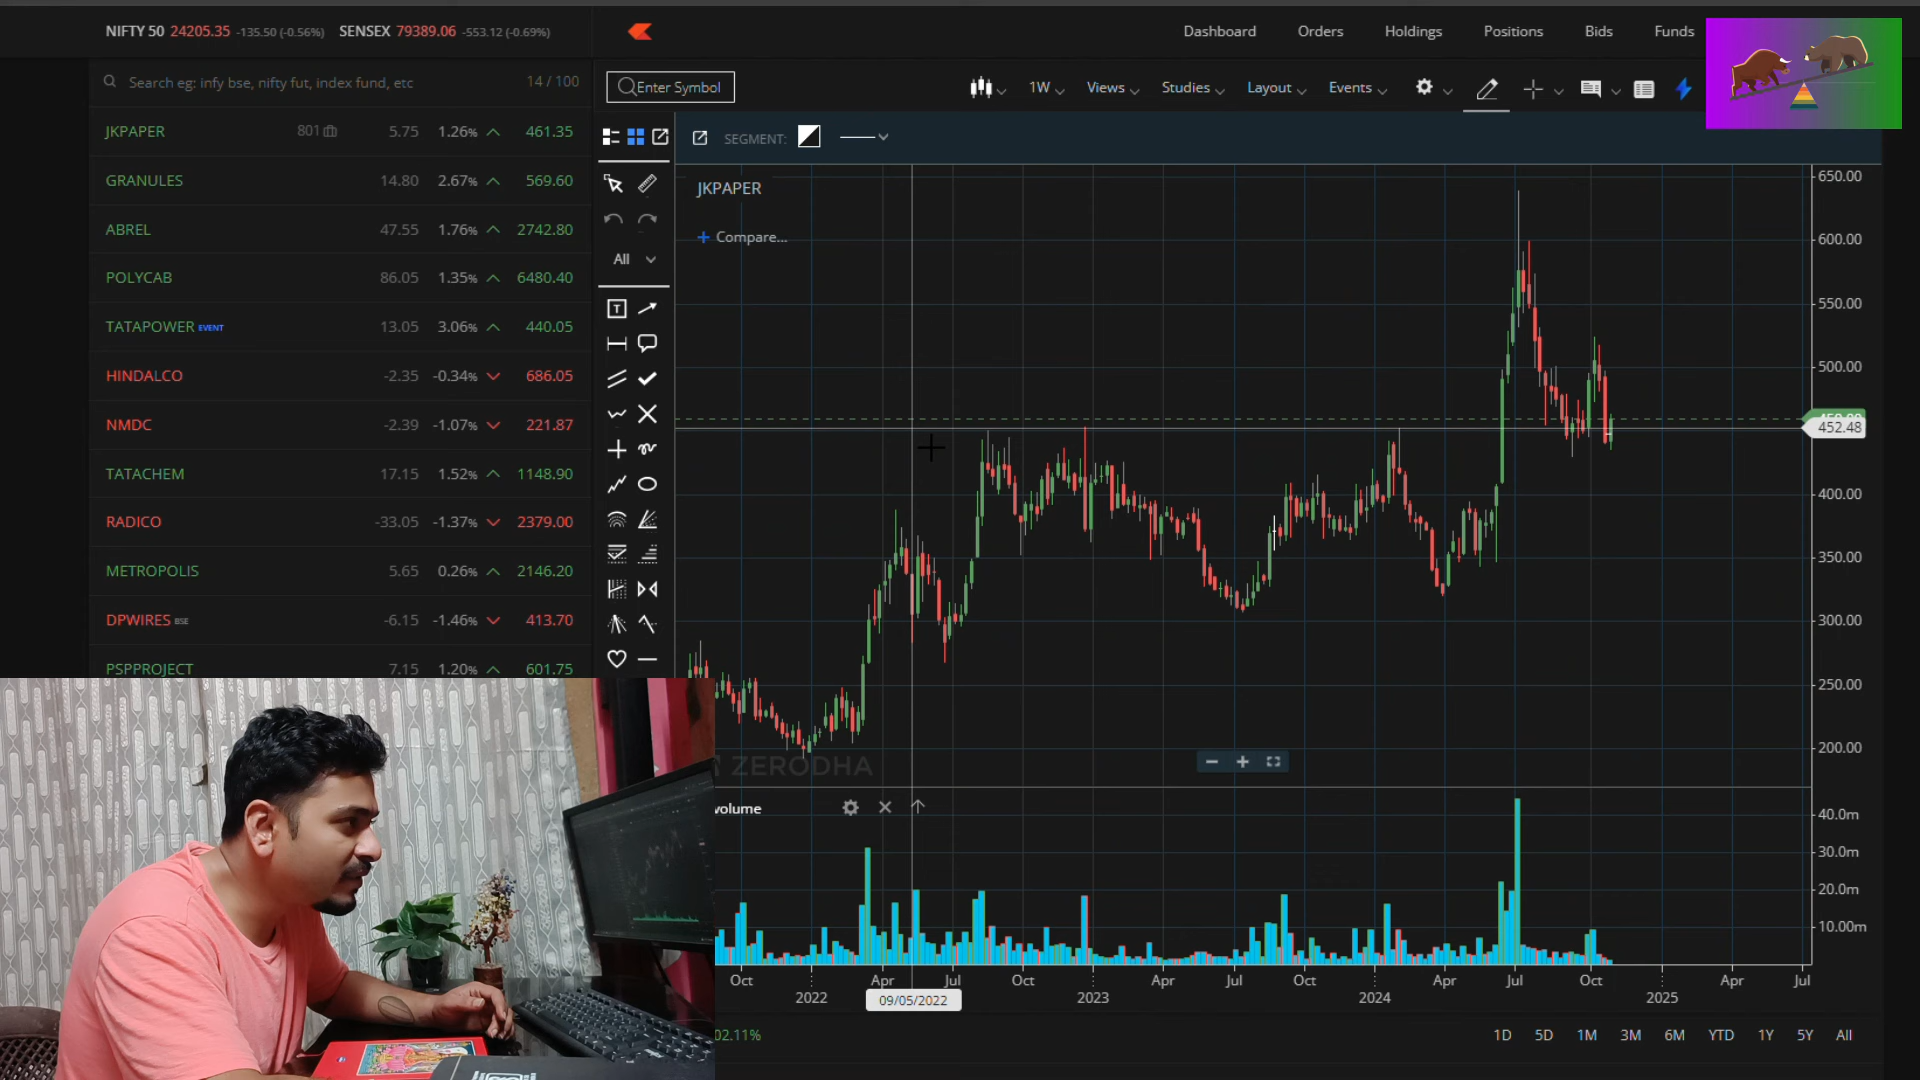 NIFTY 50 24205.35 -135.50 (-0.56%) SENSEX 79389.06 -553.12 (-0.69%)
Dashboard Orders Holdings Positions Bids Funds
Search eg: infy bse, nifty fut, index fund, etc 14 / 100
Enter Symbol 1W Views Studies Layout Events
JKPAPER 801 5.75 1.26% 461.35
GRANULES 14.80 2.67% 569.60
ABREL 47.55 1.76% 2742.80
POLYCAB 86.05 1.35% 6480.40
TATAPOWER EVENT 13.05 3.06% 440.05
HINDALCO -2.35 -0.34% 686.05
NMDC -2.39 -1.07% 221.87
TATACHEM 17.15 1.52% 1148.90
RADICO -33.05 -1.37% 2379.00
METROPOLIS 5.65 0.26% 2146.20
DPWIRES BSE -6.15 -1.46% 413.70
PSPPROJECT 7.15 1.20% 601.75
SEGMENT:
All
T
JKPAPER
Compare...
650.00
600.00
550.00
500.00
452.48
400.00
350.00
300.00
250.00
200.00
ZERODHA
volume
40.0m
30.0m
20.0m
10.00m
Oct 2022 Apr Jul Oct 2023 Apr Jul Oct 2024 Apr Jul Oct 2025 Apr Jul
09/05/2022
02.11%
1D 5D 1M 3M 6M YTD 1Y 5Y All